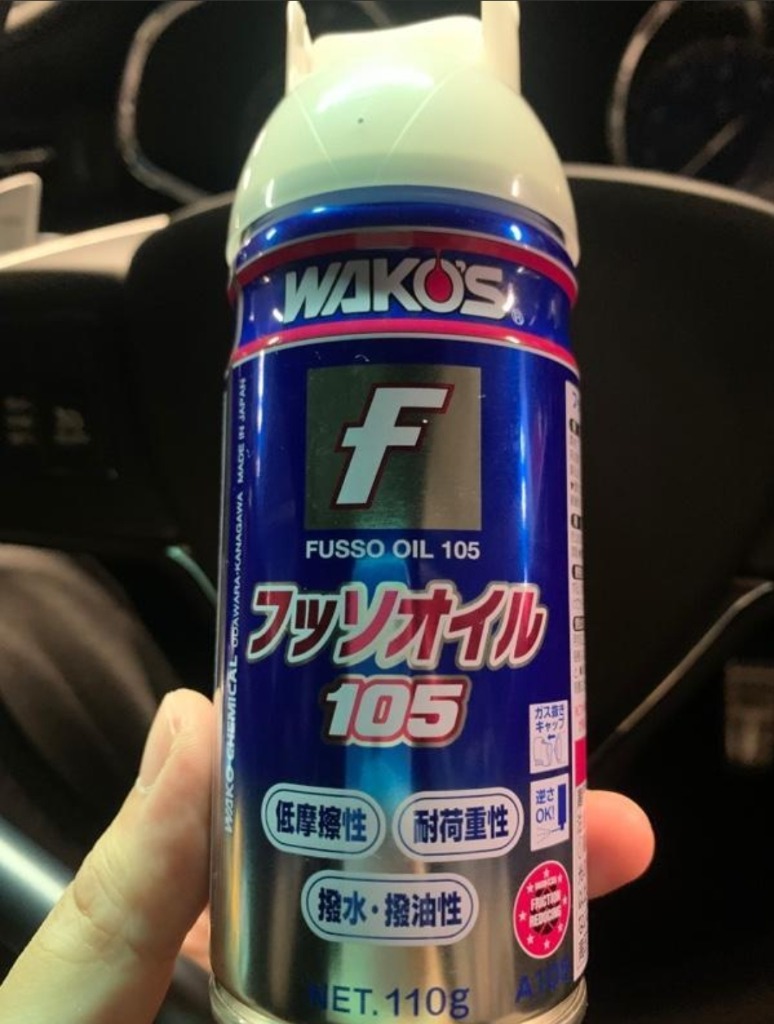 WAKO'S®
F
FUSSO OIL 105
フッソオイル
105
低摩擦性
耐荷重性
撥水・撥油性
ガス抜き
キャップ
逆さ
OK!
FRICTION
REDUCING
NET.110g
WAKO CHEMICAL ODAWARA·KANAGAWA MADE IN JAPAN